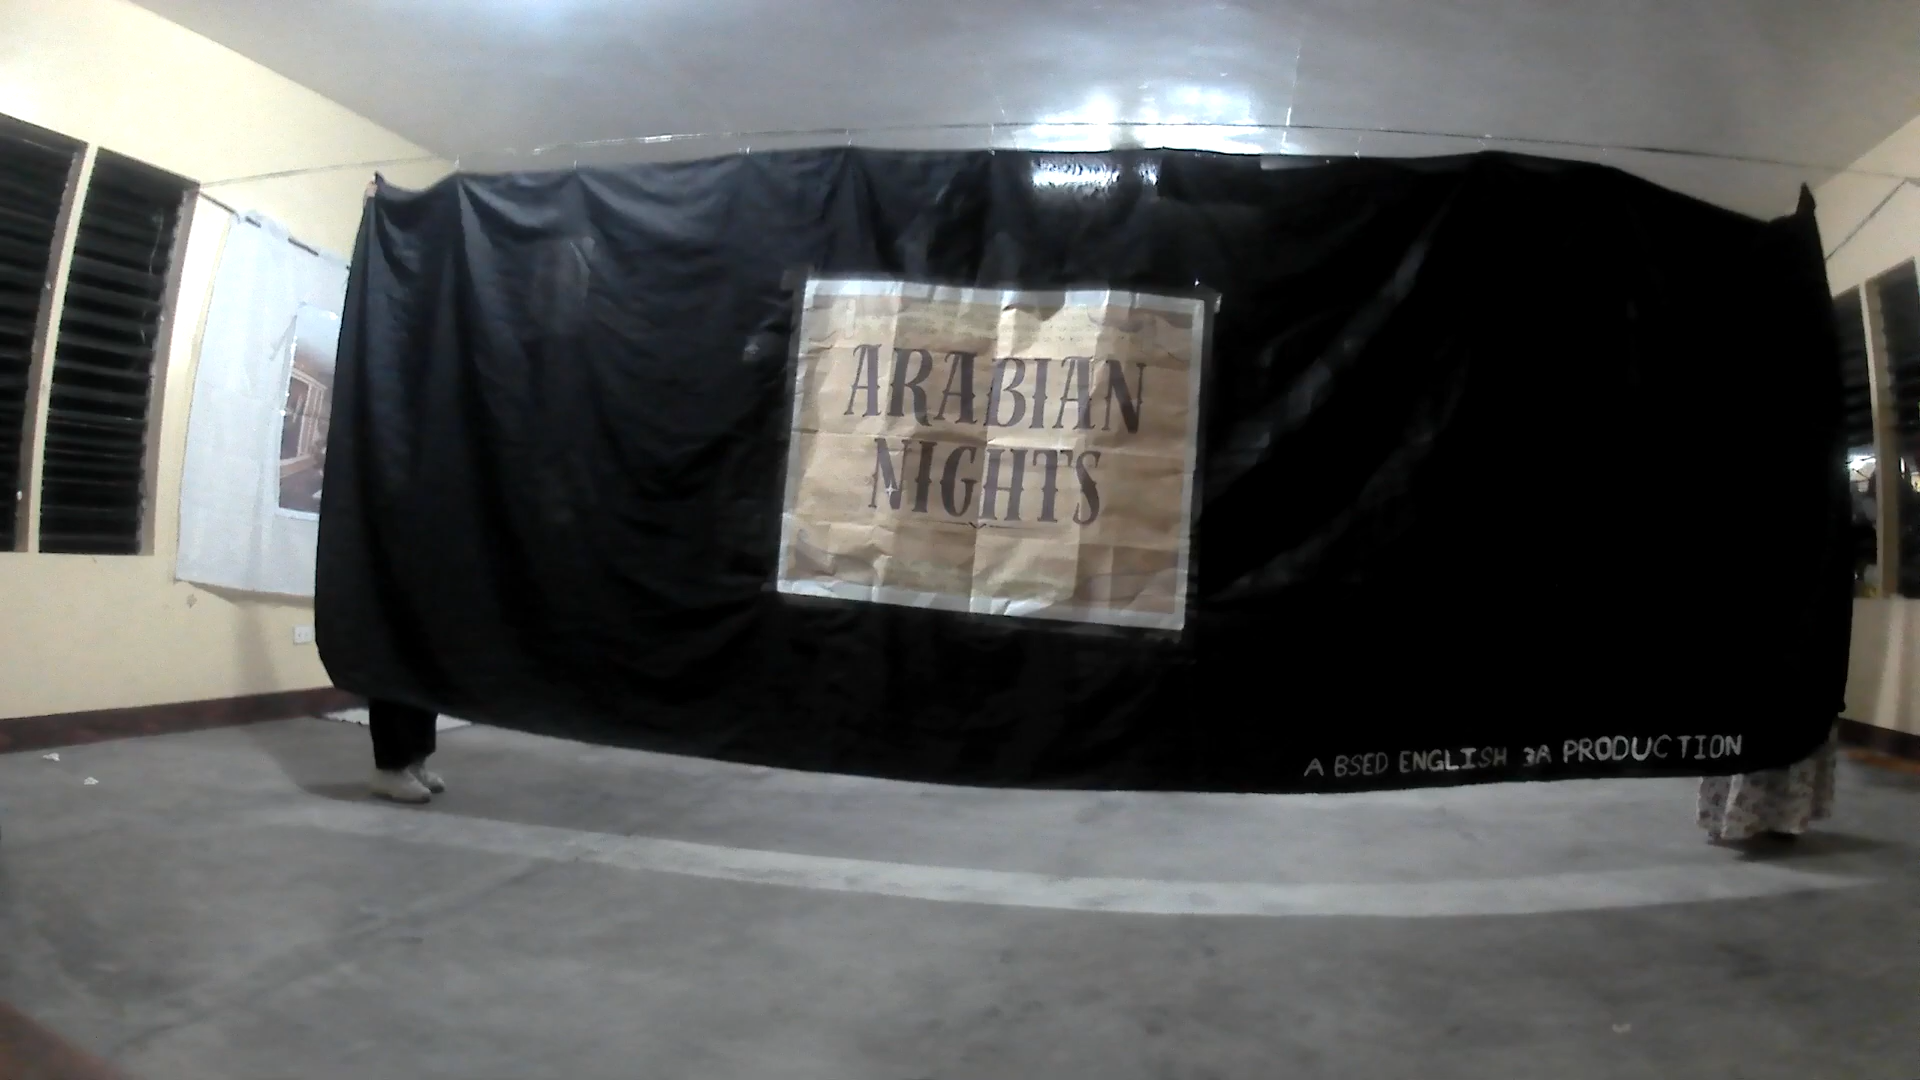 ARABIAN
NIGHTS
A BSED ENGLISH 3A PRODUCTION